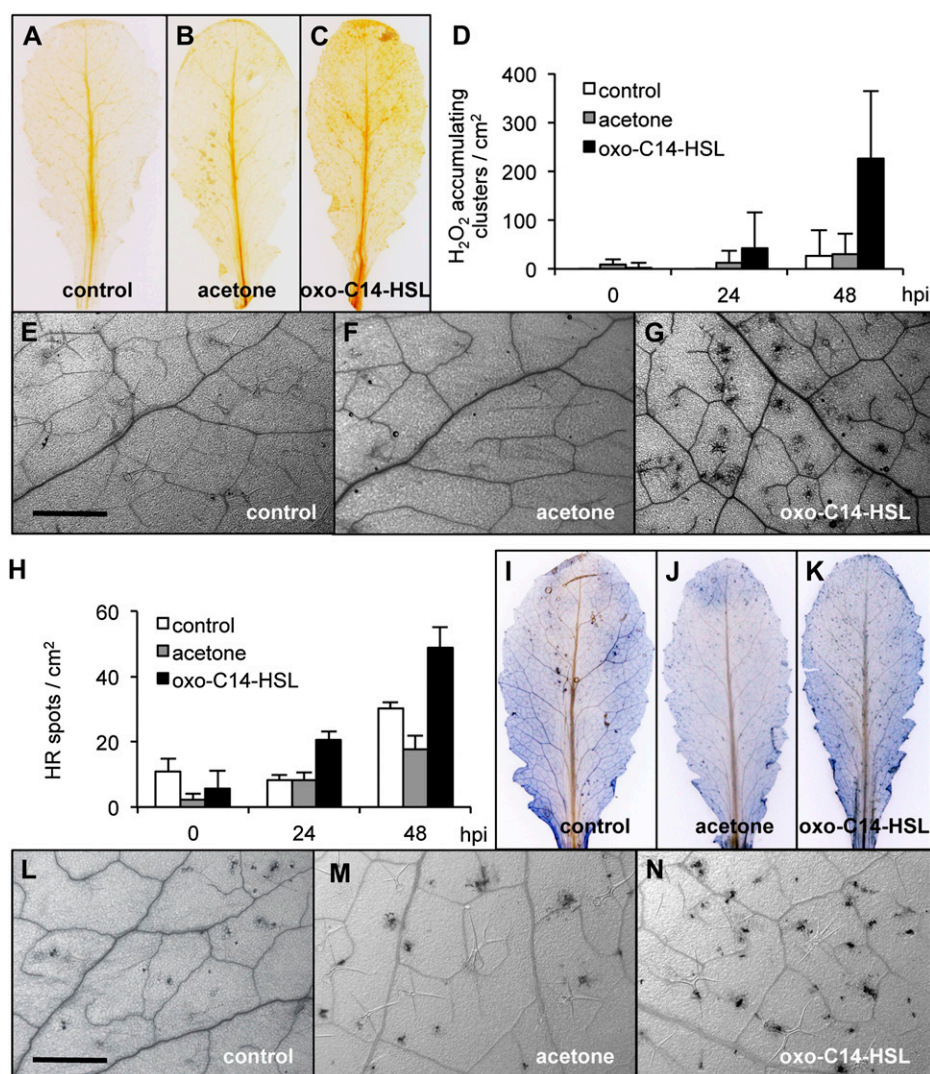 A
control
B
acetone
C
oxo-C14-HSL
D
H2O2 accumulating
clusters / cm2
400
300
200
100
0
control
acetone
oxo-C14-HSL
0 24 48 hpi
E
control
F
acetone
G
oxo-C14-HSL
H
HR spots / cm2
60
40
20
0
control
acetone
oxo-C14-HSL
0 24 48 hpi
I
control
J
acetone
K
oxo-C14-HSL
L
control
M
acetone
N
oxo-C14-HSL